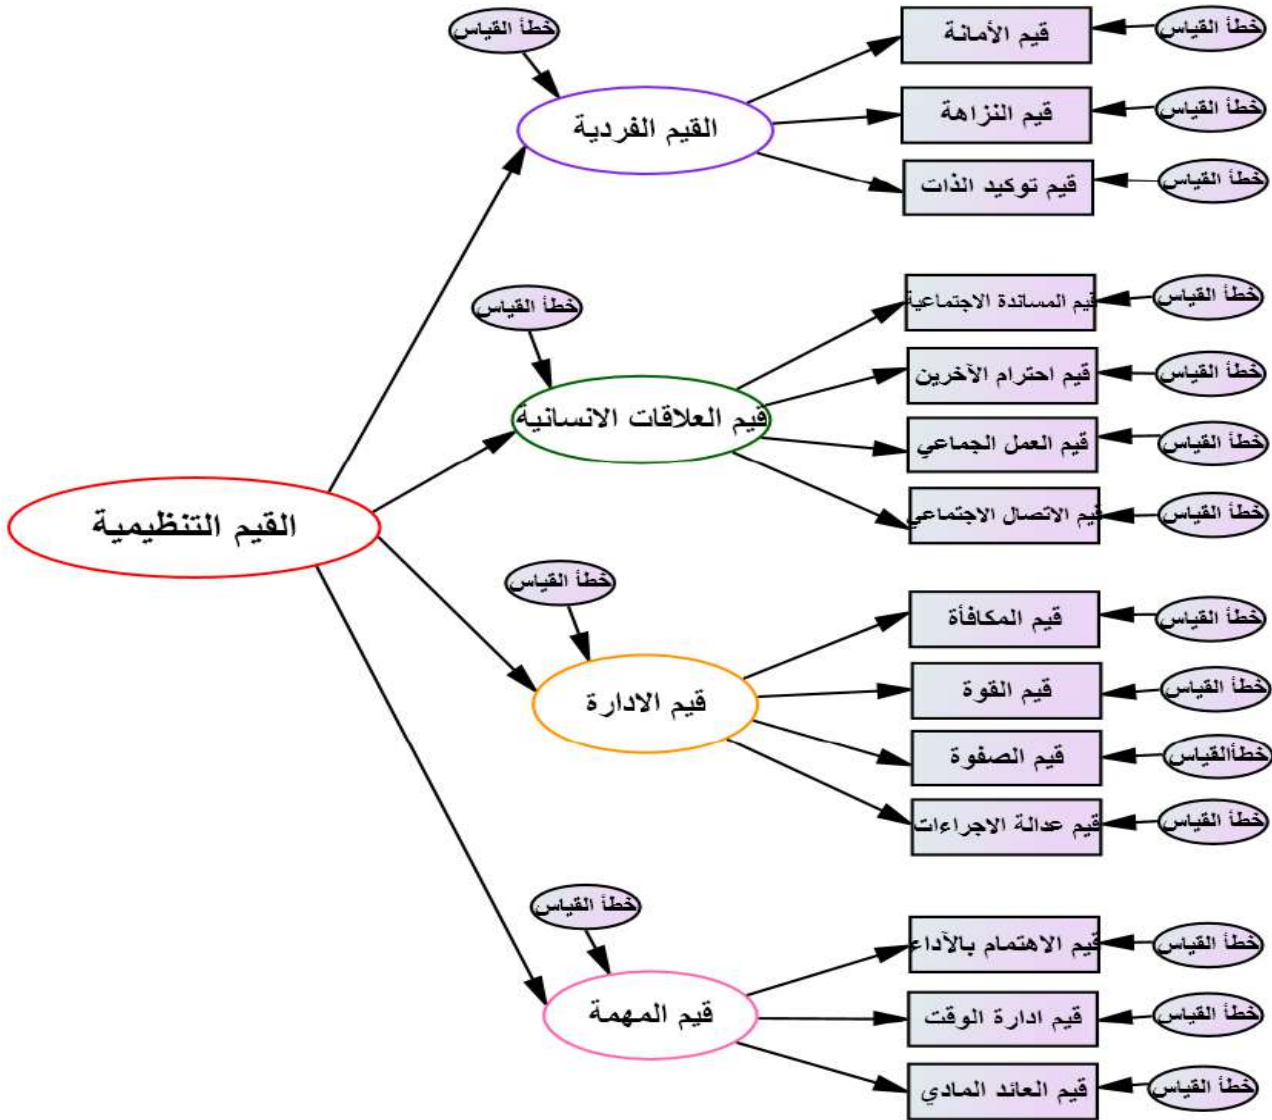 خطأ القياس
قيم الأمانة
خطأ القياس
القيم الفردية
قيم النزاهة
خطأ القياس
قيم توكيد الذات
خطأ القياس
خطأ القياس
قيم المساندة الاجتماعية
خطأ القياس
قيم احترام الآخرين
خطأ القياس
قيم العلاقات الانسانية
قيم العمل الجماعي
خطأ القياس
قيم الاتصال الاجتماعي
خطأ القياس
القيم التنظيمية
خطأ القياس
قيم المكافأة
خطأ القياس
قيم الادارة
قيم القوة
خطأ القياس
قيم الصفوة
خطأالقياس
قيم عدالة الاجراءات
خطأ القياس
خطأ القياس
قيم الاهتمام بالآداء
خطأ القياس
قيم المهمة
قيم ادارة الوقت
خطأ القياس
قيم العائد المادي
خطأ القياس